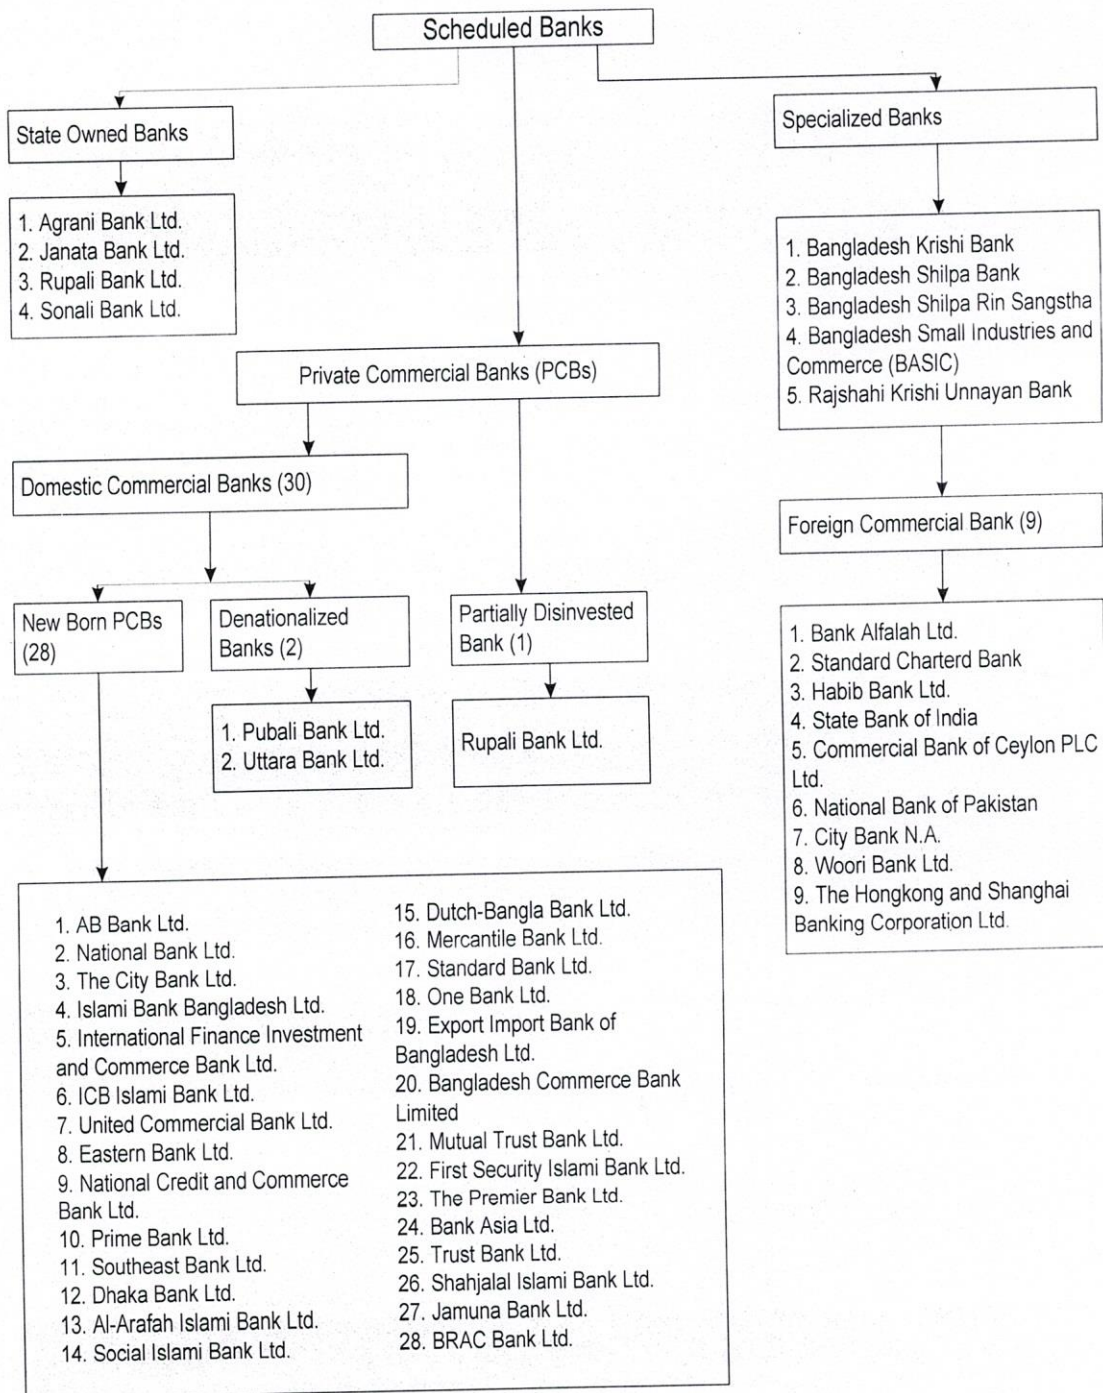 Scheduled Banks
State Owned Banks
Specialized Banks
1. Agrani Bank Ltd.
2. Janata Bank Ltd.
3. Rupali Bank Ltd.
4. Sonali Bank Ltd.
1. Bangladesh Krishi Bank
2. Bangladesh Shilpa Bank
3. Bangladesh Shilpa Rin Sangstha
4. Bangladesh Small Industries and
Commerce (BASIC)
5. Rajshahi Krishi Unnayan Bank
Private Commercial Banks (PCBs)
Domestic Commercial Banks (30)
Foreign Commercial Bank (9)
New Born PCBs
(28)
Denationalized
Banks (2)
Partially Disinvested
Bank (1)
1. Pubali Bank Ltd.
2. Uttara Bank Ltd.
Rupali Bank Ltd.
1. Bank Alfalah Ltd.
2. Standard Charterd Bank
3. Habib Bank Ltd.
4. State Bank of India
5. Commercial Bank of Ceylon PLC
Ltd.
6. National Bank of Pakistan
7. City Bank N.A.
8. Woori Bank Ltd.
9. The Hongkong and Shanghai
Banking Corporation Ltd.
1. AB Bank Ltd.
2. National Bank Ltd.
3. The City Bank Ltd.
4. Islami Bank Bangladesh Ltd.
5. International Finance Investment
and Commerce Bank Ltd.
6. ICB Islami Bank Ltd.
7. United Commercial Bank Ltd.
8. Eastern Bank Ltd.
9. National Credit and Commerce
Bank Ltd.
10. Prime Bank Ltd.
11. Southeast Bank Ltd.
12. Dhaka Bank Ltd.
13. Al-Arafah Islami Bank Ltd.
14. Social Islami Bank Ltd.
15. Dutch-Bangla Bank Ltd.
16. Mercantile Bank Ltd.
17. Standard Bank Ltd.
18. One Bank Ltd.
19. Export Import Bank of
Bangladesh Ltd.
20. Bangladesh Commerce Bank
Limited
21. Mutual Trust Bank Ltd.
22. First Security Islami Bank Ltd.
23. The Premier Bank Ltd.
24. Bank Asia Ltd.
25. Trust Bank Ltd.
26. Shahjalal Islami Bank Ltd.
27. Jamuna Bank Ltd.
28. BRAC Bank Ltd.